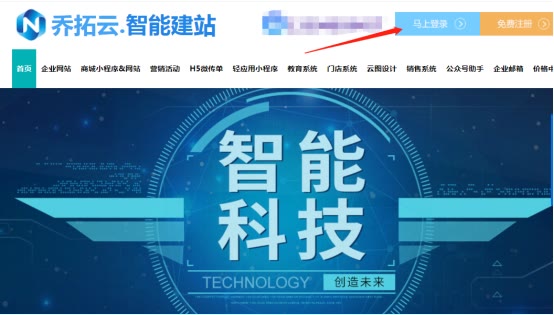 乔拓云.智能建站
马上登录
免费注册
首页 企业网站 商城小程序&网站 营销活动 H5微传单 轻应用小程序 教育系统 门店系统 云图设计 销售系统 公众号助手 企业邮箱 价格中
智能
科技
TECHNOLOGY 创造未来